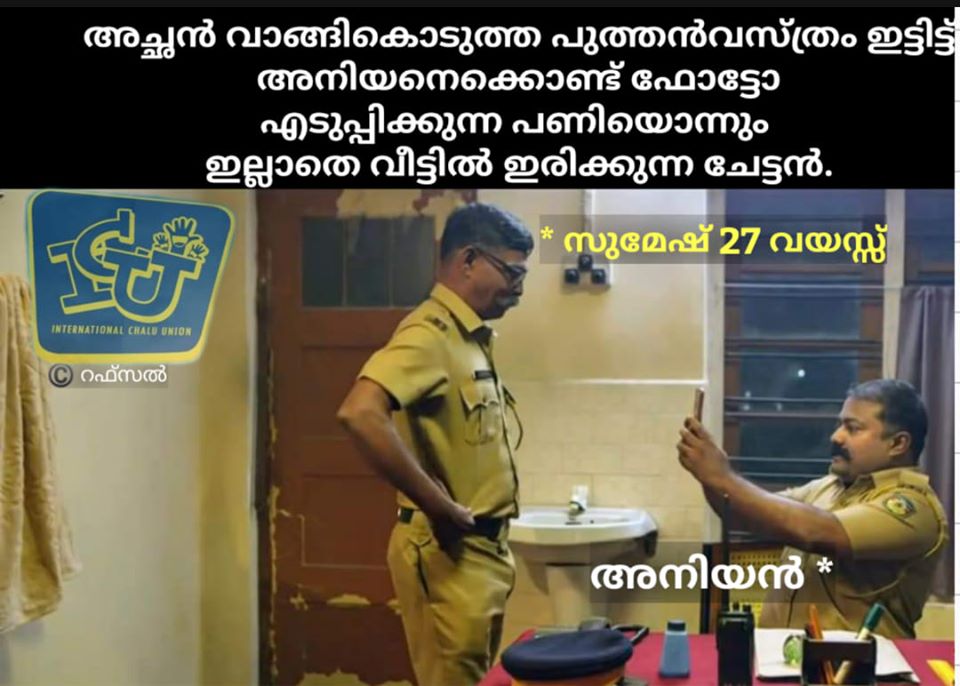 അച്ഛൻ വാങ്ങികൊടുത്ത പുത്തൻവസ്ത്രം ഇട്ടിട്ട്
അനിയനെക്കൊണ്ട് ഫോട്ടോ
എടുപ്പിക്കുന്ന പണിയൊന്നും
ഇല്ലാതെ വീട്ടിൽ ഇരിക്കുന്ന ചേട്ടൻ.
* സുമേഷ് 27 വയസ്സ്
ICU
INTERNATIONAL CHALU UNION
© റഫ്സൽ
അനിയൻ *